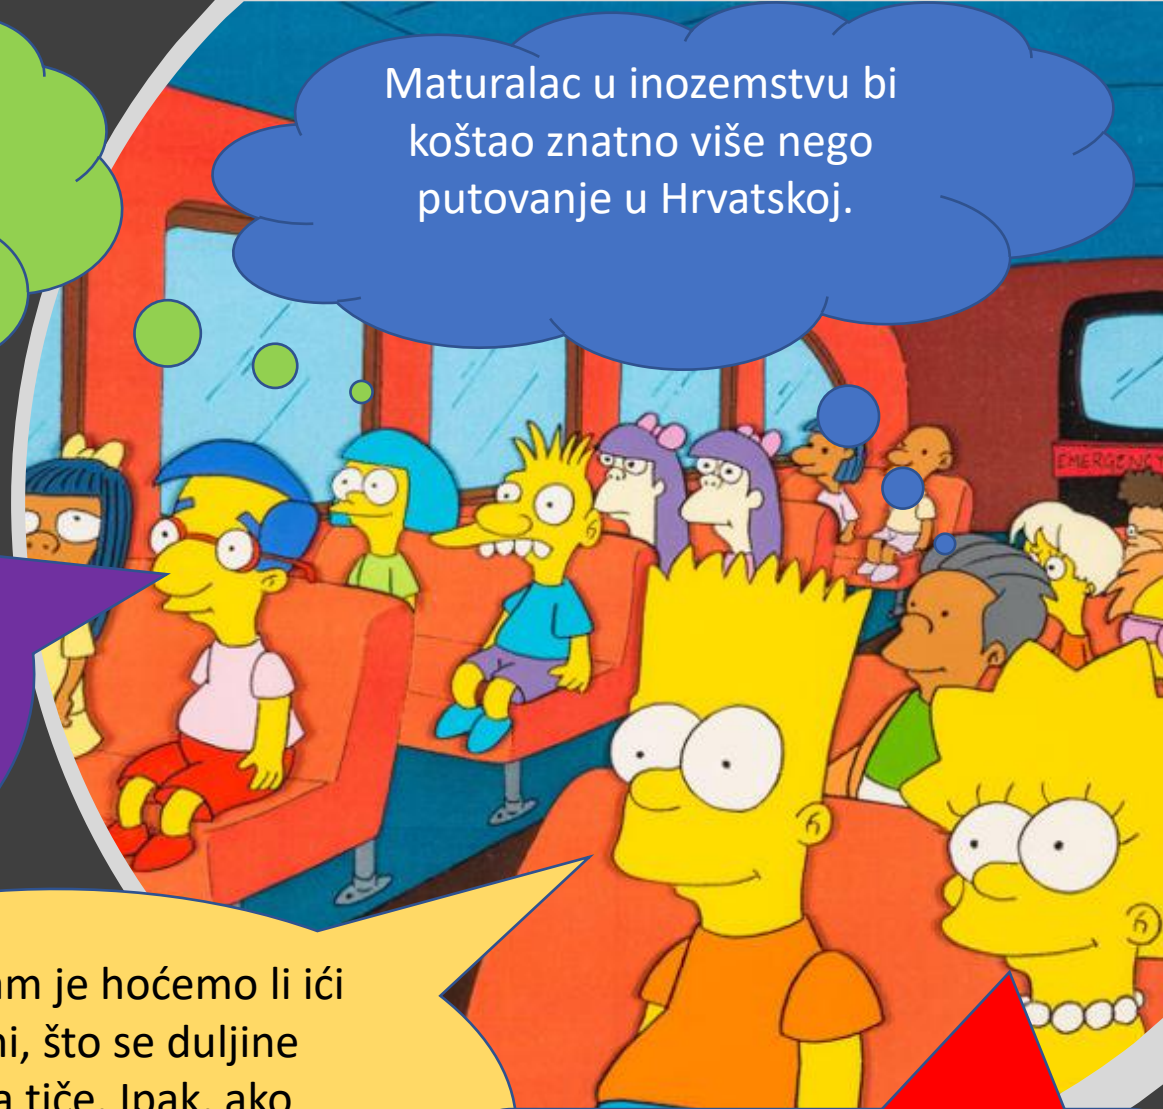 Maturalac u inozemstvu bi
koštao znatno više nego
putovanje u Hrvatskoj.
EMERGENCY
je hoćemo li ići
što se duljine
tiče. Ipak, ako